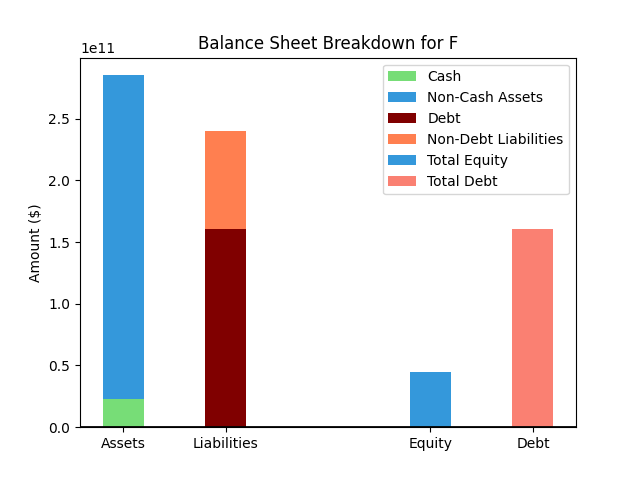 Balance Sheet Breakdown for F
1e11
Cash
Non-Cash Assets
Debt
Non-Debt Liabilities
Total Equity
Total Debt
Amount ($)
2.5
2.0
1.5
1.0
0.5
0.0
Assets Liabilities Equity Debt